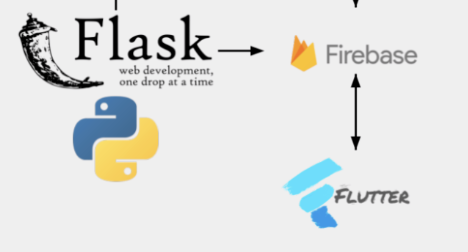 Flask
web development,
one drop at a time
Firebase
FLUTTER